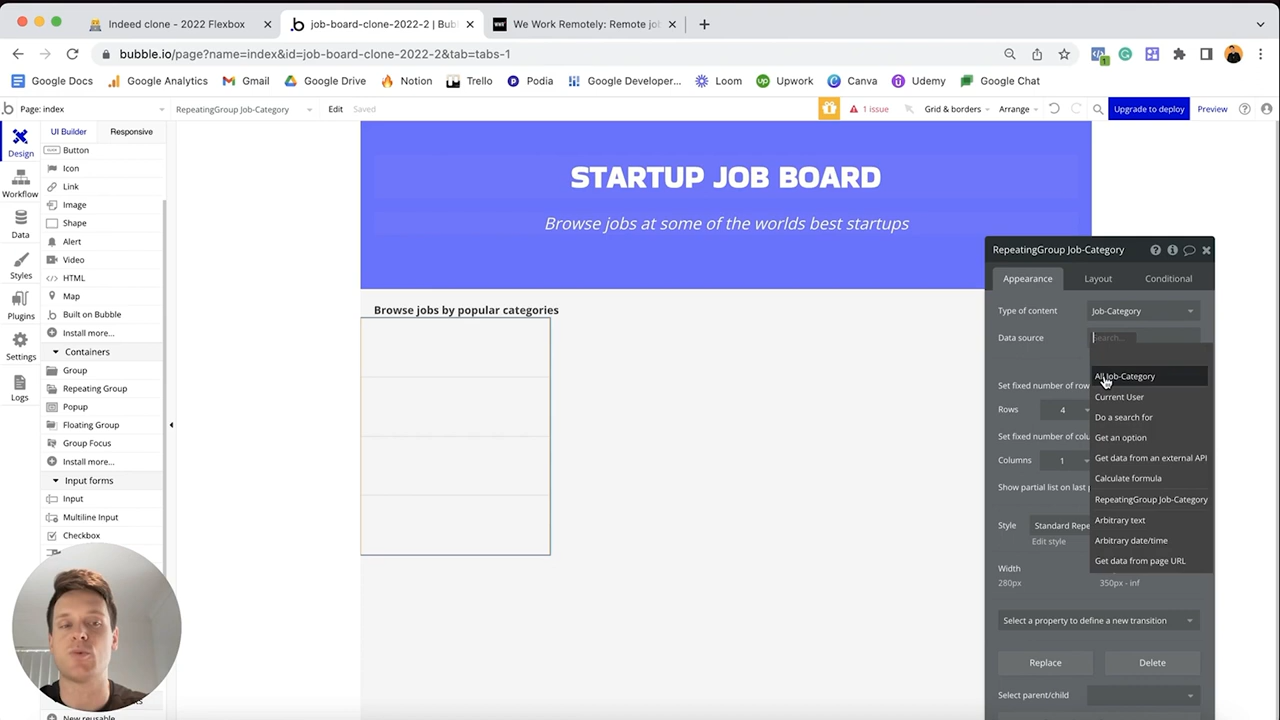 Indeed clone - 2022 Flexbox
job-board-clone-2022-2 | Bub
We Work Remotely: Remote jo
bubble.io/page?name=index&id=job-board-clone-2022-2&tab=tabs-1
Google Docs
Google Analytics
Gmail
Google Drive
Notion
Trello
Podia
Google Developer...
Loom
Upwork
Canva
Udemy
Google Chat
Page: index
RepeatingGroup Job-Category
Edit
Saved
1 issue
Grid & borders
Arrange
Upgrade to deploy
Preview
Design
Workflow
Data
Styles
Plugins
Settings
Logs
UI Builder
Responsive
Button
Icon
Link
Image
Shape
Alert
Video
HTML
Map
Built on Bubble
Install more...
Containers
Group
Repeating Group
Popup
Floating Group
Group Focus
Install more...
Input forms
Input
Multiline Input
Checkbox
New reusable
STARTUP JOB BOARD
Browse jobs at some of the worlds best startups
Browse jobs by popular categories
RepeatingGroup Job-Category
Appearance
Layout
Conditional
Type of content
Job-Category
Data source
Search...
All Job-Category
Current User
Do a search for
Get an option
Get data from an external API
Calculate formula
RepeatingGroup Job-Category
Arbitrary text
Arbitrary date/time
Get data from page URL
Set fixed number of row
Rows
4
Set fixed number of colu
Columns
1
Show partial list on last p
Style
Standard Repe
Edit style
Width
280px
350px - inf
Select a property to define a new transition
Replace
Delete
Select parent/child